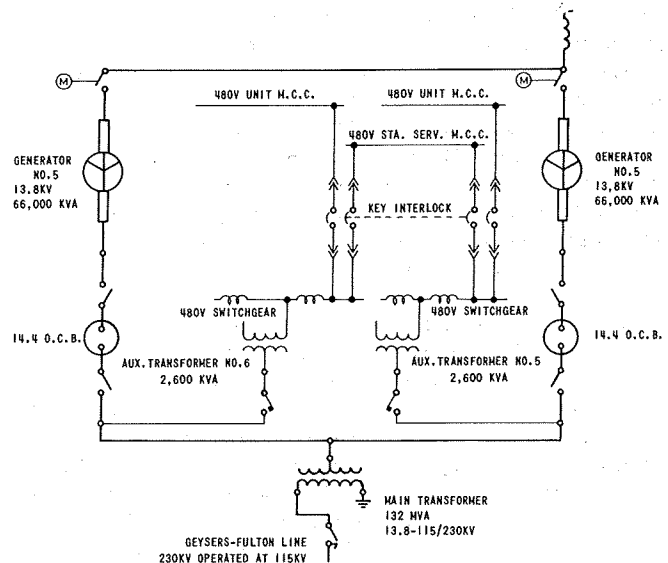 M
M
480V UNIT M.C.C.
480V UNIT M.C.C.
480V STA. SERV. M.C.C.
GENERATOR
NO.5
13.8KV
66,000 KVA
GENERATOR
NO.5
13,8KV
66,000 KVA
KEY INTERLOCK
480V SWITCHGEAR
480V SWITCHGEAR
14.4 O.C.B.
14.4 O.C.B.
AUX.TRANSFORMER NO.6
2,600 KVA
AUX.TRANSFORMER NO.5
2,600 KVA
MAIN TRANSFORMER
132 MVA
13.8-115/230KV
GEYSERS-FULTON LINE
230KV OPERATED AT 115KV